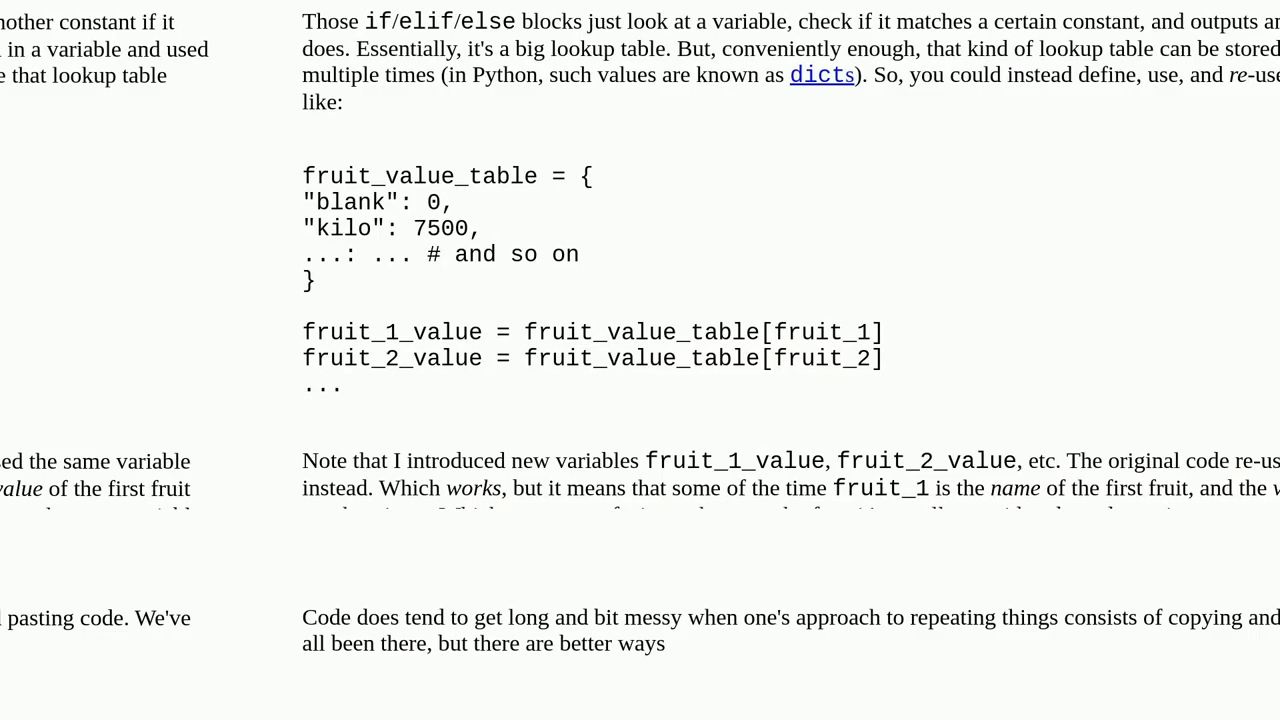 nother constant if it
in a variable and used
e that lookup table
sed the same variable
value of the first fruit
pasting code. We've
Those if/elif/else blocks just look at a variable, check if it matches a certain constant, and outputs an
does. Essentially, it's a big lookup table. But, conveniently enough, that kind of lookup table can be stored
multiple times (in Python, such values are known as dicts). So, you could instead define, use, and re-use
like:
fruit_value_table = {
"blank": 0,
"kilo": 7500,
...: ... # and so on
}
fruit_1_value = fruit_value_table[fruit_1]
fruit_2_value = fruit_value_table[fruit_2]
...
Note that I introduced new variables fruit_1_value, fruit_2_value, etc. The original code re-us
instead. Which works, but it means that some of the time fruit_1 is the name of the first fruit, and the v
Code does tend to get long and bit messy when one's approach to repeating things consists of copying and
all been there, but there are better ways